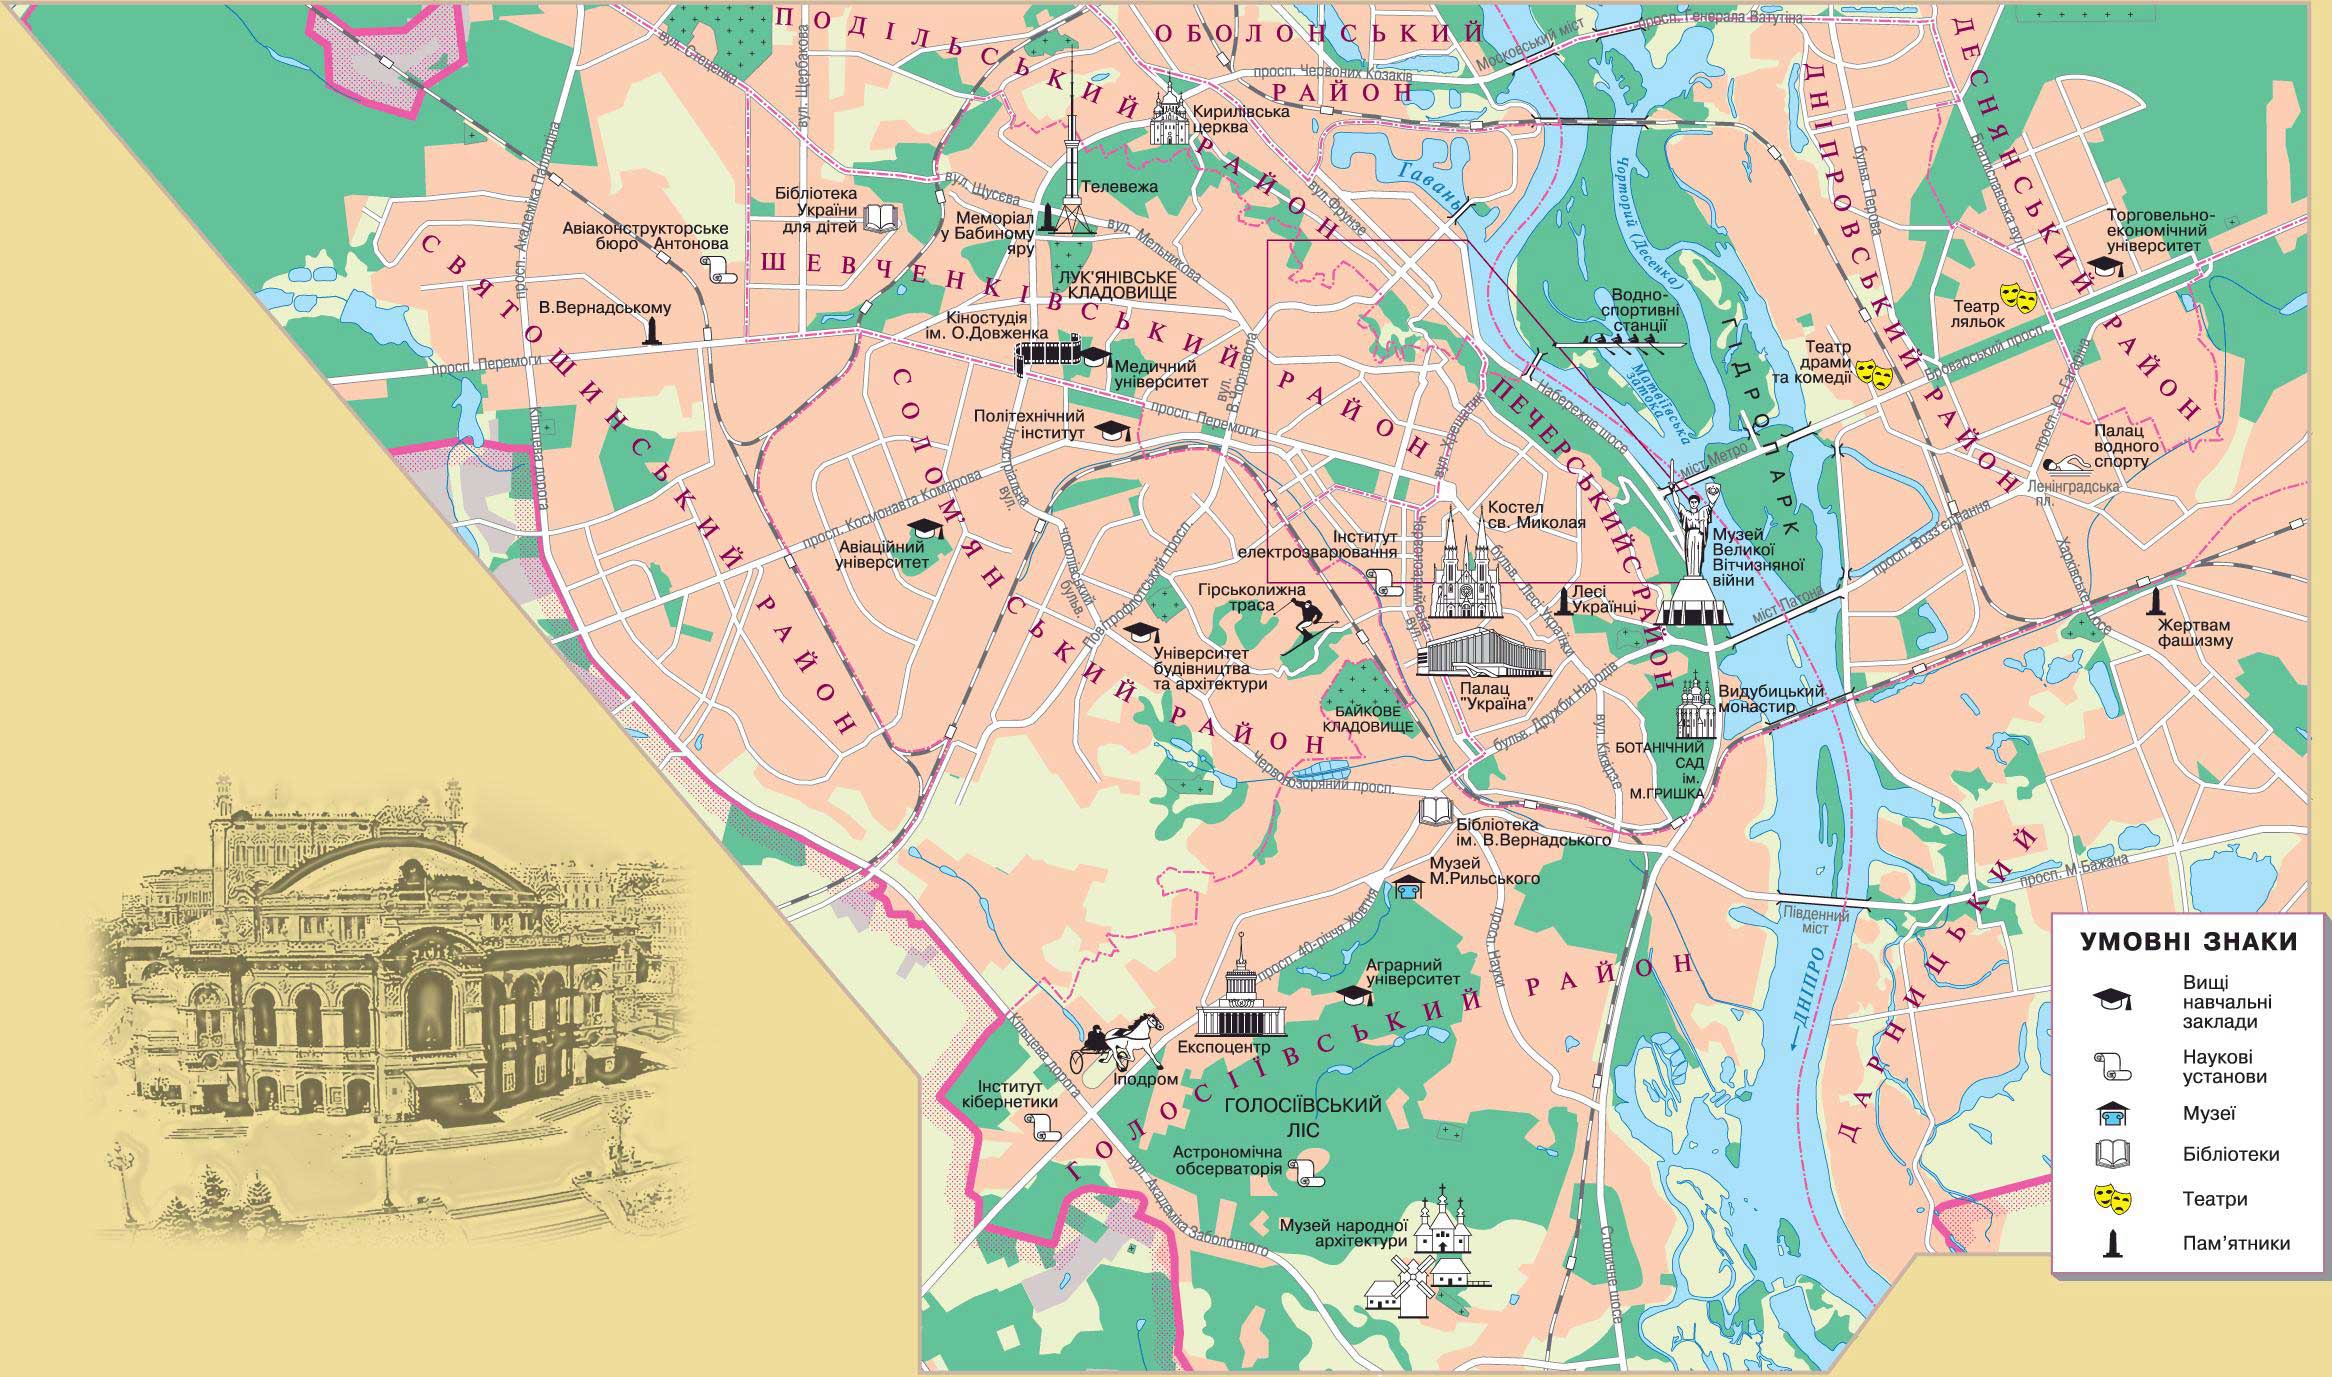 ПОДІЛЬСЬКИЙ РАЙОН
ОБОЛОНСЬКИЙ
РАЙОН
ДЕСНЯНСЬКИЙ РАЙОН
ДНІПРОВСЬКИЙ РАЙОН
СВЯТОШИНСЬКИЙ РАЙОН
ШЕВЧЕНКІВСЬКИЙ РАЙОН
СОЛОМ'ЯНСЬКИЙ РАЙОН
ПЕЧЕРСЬКИЙ РАЙОН
ГОЛОСІЇВСЬКИЙ РАЙОН
ДАРНИЦЬКИЙ
просп. Генерала Ватутіна
Московський міст
вул. Стеценка
вул. Щербакова
просп. Червоних Козаків
Кирилівська
церква
Телевежа
Гавань
Чорторий (Десенка)
бульв. Перова
Братиславська вул.
вул. Щусєва
вул. Фрунзе
вул. Мельникова
просп. Академіка Палладіна
Бібліотека
України
для дітей
Меморіал
у Бабиному
яру
Авіаконструкторське
бюро Антонова
Торговельно-
економічний
університет
ЛУК'ЯНІВСЬКЕ
КЛАДОВИЩЕ
В.Вернадському
Кіностудія
ім. О.Довженка
Водно-
спортивні
станції
Театр
ляльок
Театр
драми
та комедії
Броварський просп.
просп. Перемоги
Медичний
університет
вул.
В.Чорновола
Матвіївська
затока
ГІДРОПАРК
Набережне шосе
просп. Ю.Гагаріна
Політехнічний
інститут
просп. Перемоги
вул. Хрещатик
Палац
водного
спорту
Кільцева дорога
Індустріальна
вул.
міст Метро
Ленінградська
пл.
просп. Космонавта Комарова
Костел
св. Миколая
Інститут
електрозварювання
Музей
Великої
Вітчизняної
війни
просп. Возз'єднання
Харківське шосе
Авіаційний
університет
Чоколівський
бульв.
Повітрофлотський просп.
Гірськолижна
траса
Червоноармійська
вул.
бульв. Лесі Українки
Лесі
Українці
міст Патона
Жертвам
фашизму
Університет
будівництва
та архітектури
Палац
"Україна"
бульв. Дружби Народів
Видубицький
монастир
БАЙКОВЕ
КЛАДОВИЩЕ
вул. Кіквідзе
БОТАНІЧНИЙ
САД
ім.
М.ГРИШКА
Червонозоряний просп.
Бібліотека
ім. В.Вернадського
Музей
М.Рильського
просп. М.Бажана
Південний
міст
просп. 40-річчя Жовтня
просп. Науки
Аграрний
університет
ДНІПРО
Експоцентр
Іподром
Кільцева дорога
Інститут
кібернетики
ГОЛОСІЇВСЬКИЙ
ЛІС
Астрономічна
обсерваторія
вул. Академіка Заболотного
Музей народної
архітектури
Столичне шосе
УМОВНІ ЗНАКИ
Вищі
навчальні
заклади
Наукові
установи
Музеї
Бібліотеки
Театри
Пам'ятники